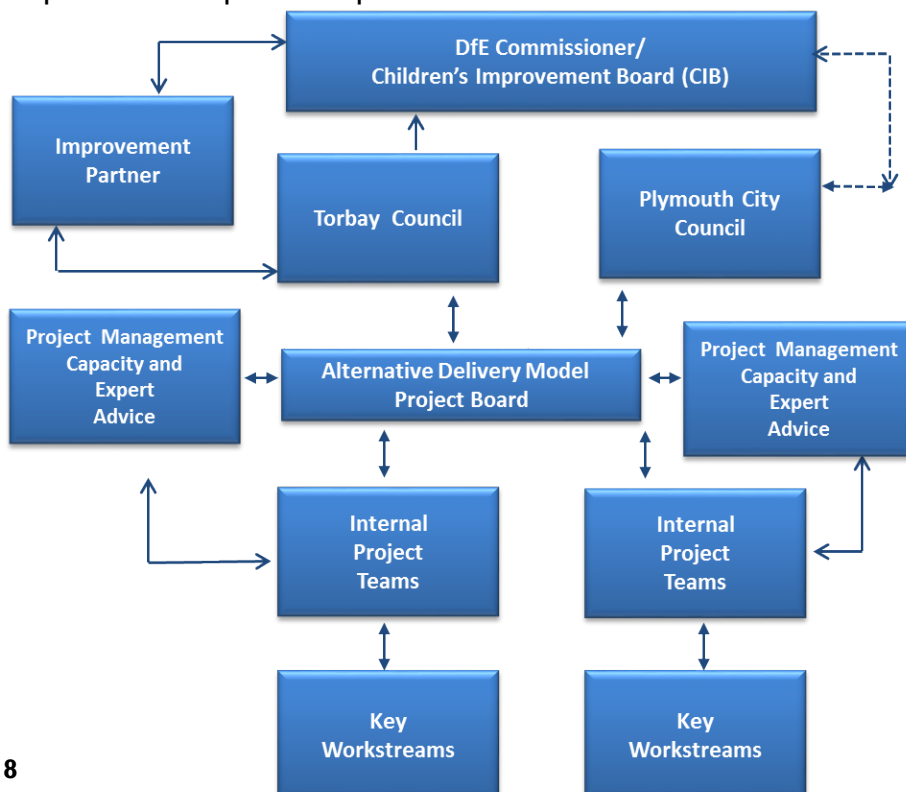 DfE Commissioner/
Children's Improvement Board (CIB)
Improvement
Partner
Torbay Council
Plymouth City
Council
Project Management
Capacity and
Expert
Advice
Alternative Delivery Model
Project Board
Project Management
Capacity and
Expert
Advice
Internal
Project
Teams
Internal
Project
Teams
Key
Workstreams
Key
Workstreams
8